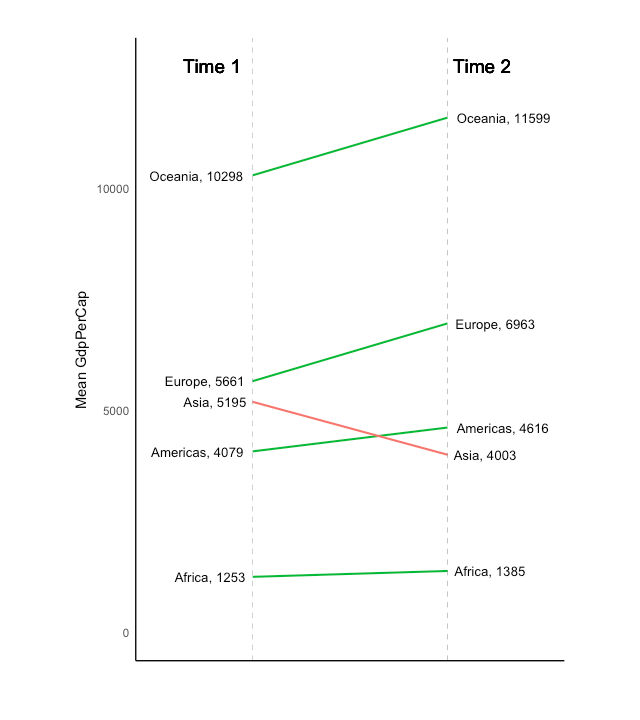 Time 1
Time 2
Oceania, 11599
Oceania, 10298
10000
Mean GdpPerCap
Europe, 6963
Europe, 5661
Asia, 5195
5000
Americas, 4616
Americas, 4079
Asia, 4003
Africa, 1385
Africa, 1253
0